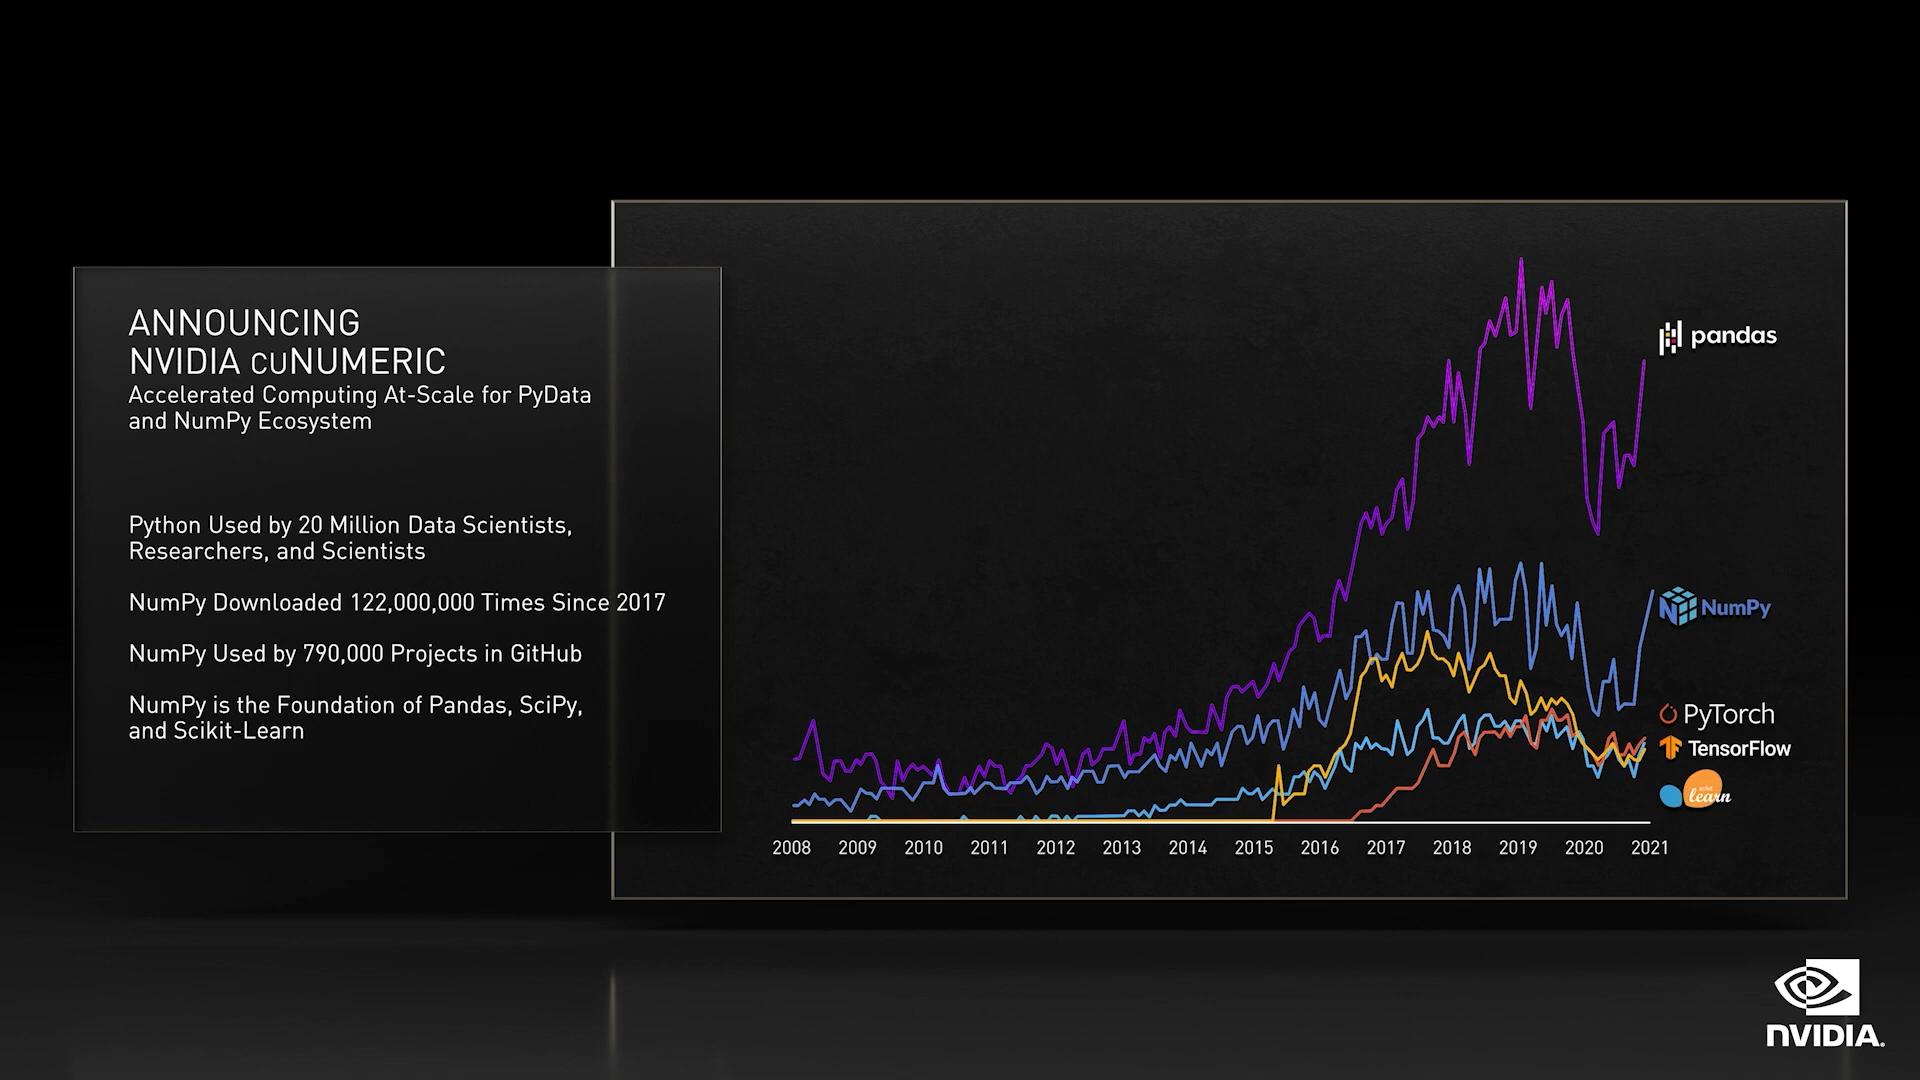 ANNOUNCING
NVIDIA CUNUMERIC
Accelerated Computing At-Scale for PyData
and NumPy Ecosystem
Python Used by 20 Million Data Scientists,
Researchers, and Scientists
NumPy Downloaded 122,000,000 Times Since 2017
NumPy Used by 790,000 Projects in GitHub
NumPy is the Foundation of Pandas, SciPy,
and Scikit-Learn
pandas
NumPy
PyTorch
TensorFlow
learn
2008 2009 2010 2011 2012 2013 2014 2015 2016 2017 2018 2019 2020 2021
NVIDIA.